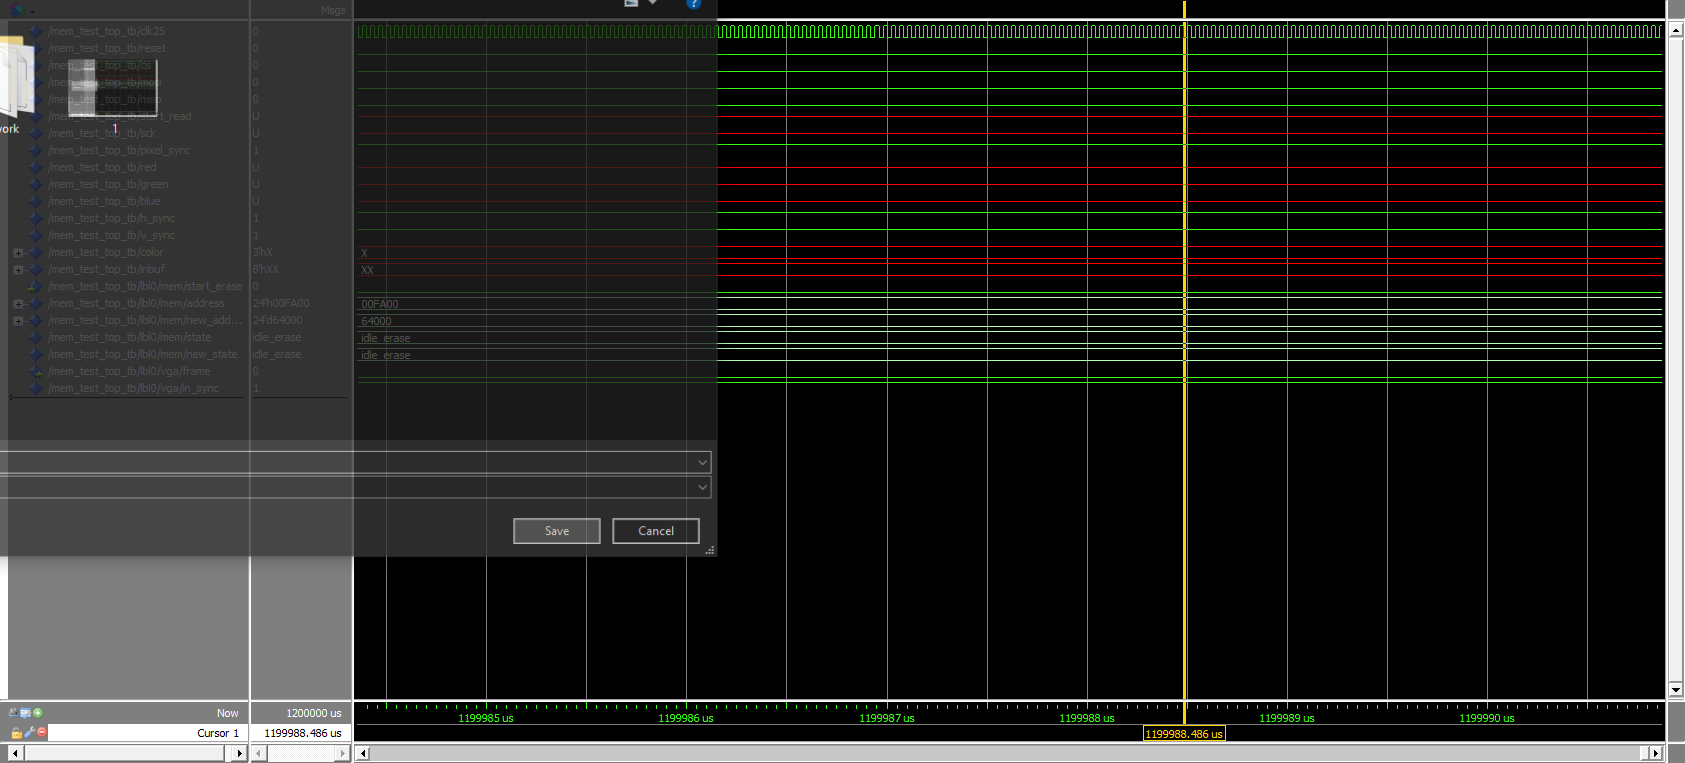 Msgs
/mem_test_top_tb/clk25 0
/mem_test_top_tb/reset 0
/mem_test_top_tb/cs 0
/mem_test_top_tb/mosi 0
/mem_test_top_tb/miso 0
/mem_test_top_tb/start_read U
work
1
/mem_test_top_tb/sck U
/mem_test_top_tb/pixel_sync 1
/mem_test_top_tb/red U
/mem_test_top_tb/green U
/mem_test_top_tb/blue U
/mem_test_top_tb/h_sync 1
/mem_test_top_tb/v_sync 1
/mem_test_top_tb/color 3'hX X
/mem_test_top_tb/inbuf 8'hXX XX
/mem_test_top_tb/lbl0/mem/start_erase 0
/mem_test_top_tb/lbl0/mem/address 24'h00FA00 00FA00
/mem_test_top_tb/lbl0/mem/new_add... 24'd64000 64000
/mem_test_top_tb/lbl0/mem/state idle_erase idle_erase
/mem_test_top_tb/lbl0/mem/new_state idle_erase idle_erase
/mem_test_top_tb/lbl0/vga/frame 0
/mem_test_top_tb/lbl0/vga/in_sync 1
Save Cancel
Now 1200000 us
1199985 us 1199986 us 1199987 us 1199988 us 1199989 us 1199990 us
Cursor 1 1199988.486 us 1199988.486 us